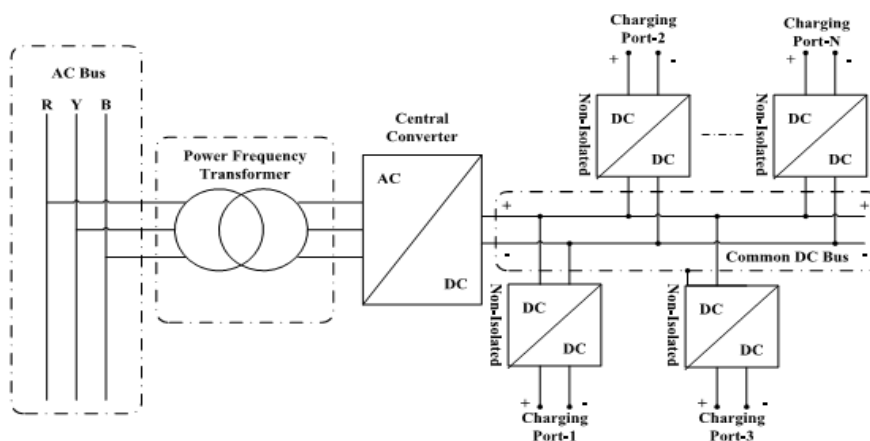 AC Bus
R Y B
Power Frequency
Transformer
Central
Converter
AC
DC
Charging
Port-2
+ -
Non-Isolated
DC
DC
Charging
Port-N
+ -
Non-Isolated
DC
DC
+ +
- Common DC Bus -
Non-Isolated
DC
DC
+ -
Charging
Port-1
Non-Isolated
DC
DC
+ -
Charging
Port-3